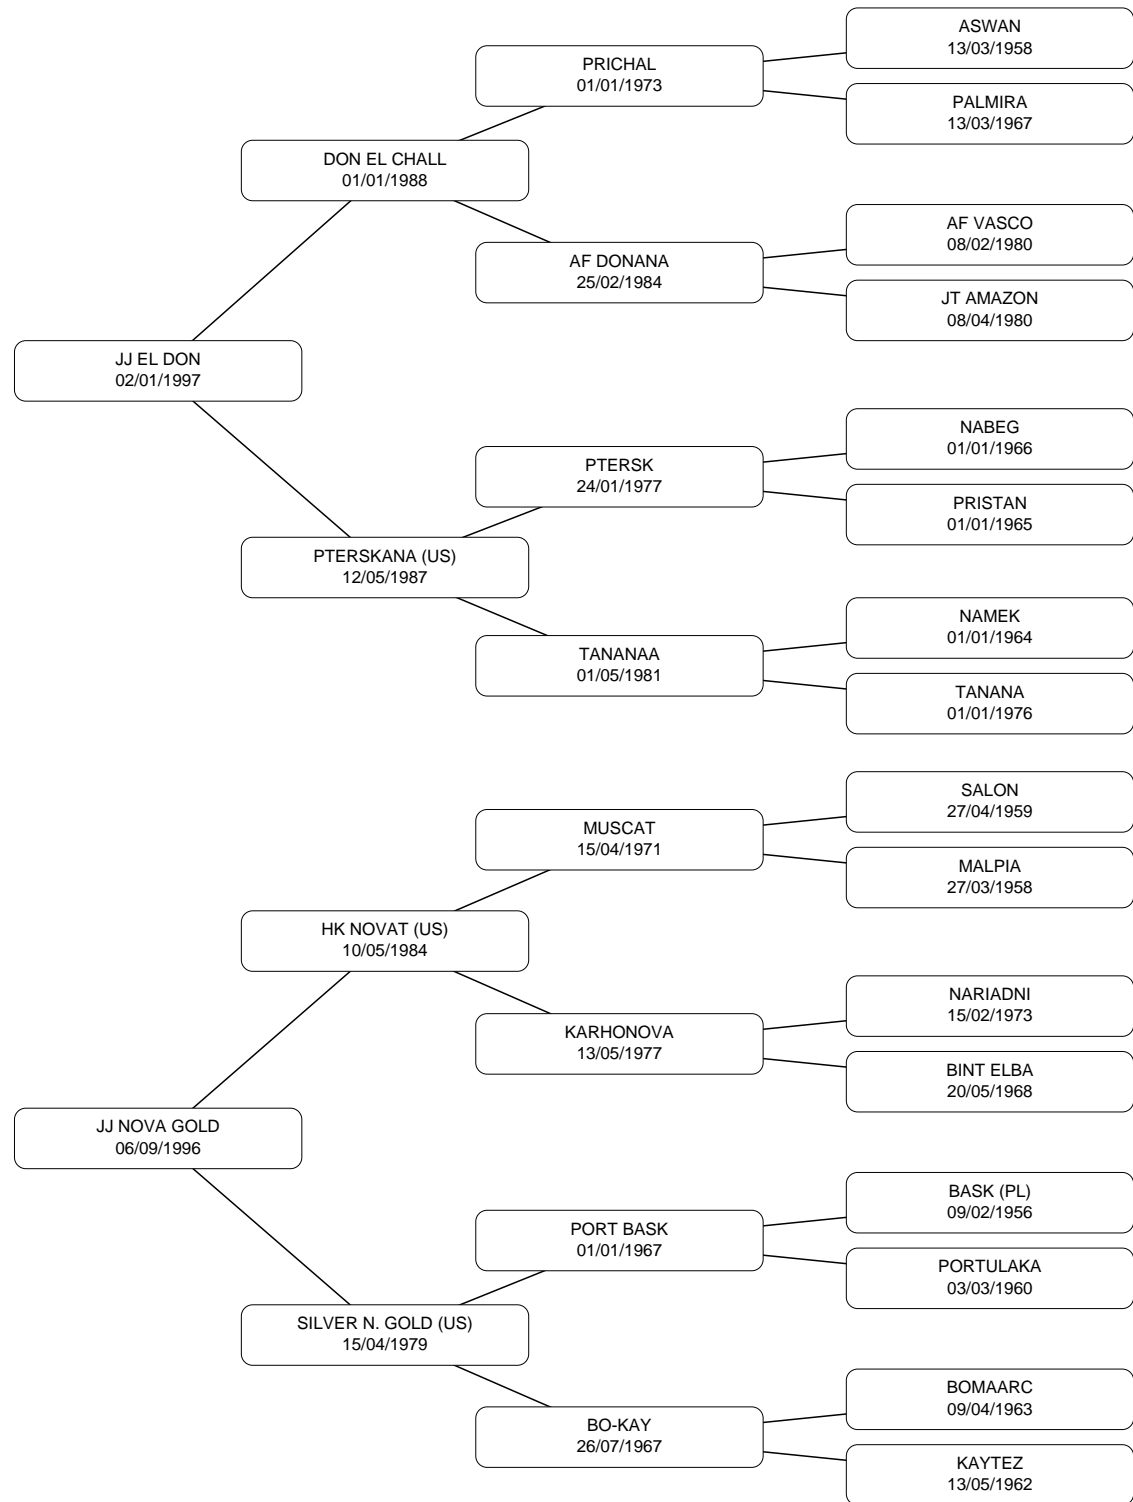 ASWAN
13/03/1958
PRICHAL
01/01/1973
PALMIRA
13/03/1967
DON EL CHALL
01/01/1988
AF VASCO
08/02/1980
AF DONANA
25/02/1984
JT AMAZON
08/04/1980
JJ EL DON
02/01/1997
NABEG
01/01/1966
PTERSK
24/01/1977
PRISTAN
01/01/1965
PTERSKANA (US)
12/05/1987
NAMEK
01/01/1964
TANANAA
01/05/1981
TANANA
01/01/1976
SALON
27/04/1959
MUSCAT
15/04/1971
MALPIA
27/03/1958
HK NOVAT (US)
10/05/1984
NARIADNI
15/02/1973
KARHONOVA
13/05/1977
BINT ELBA
20/05/1968
JJ NOVA GOLD
06/09/1996
BASK (PL)
09/02/1956
PORT BASK
01/01/1967
PORTULAKA
03/03/1960
SILVER N. GOLD (US)
15/04/1979
BOMAARC
09/04/1963
BO-KAY
26/07/1967
KAYTEZ
13/05/1962